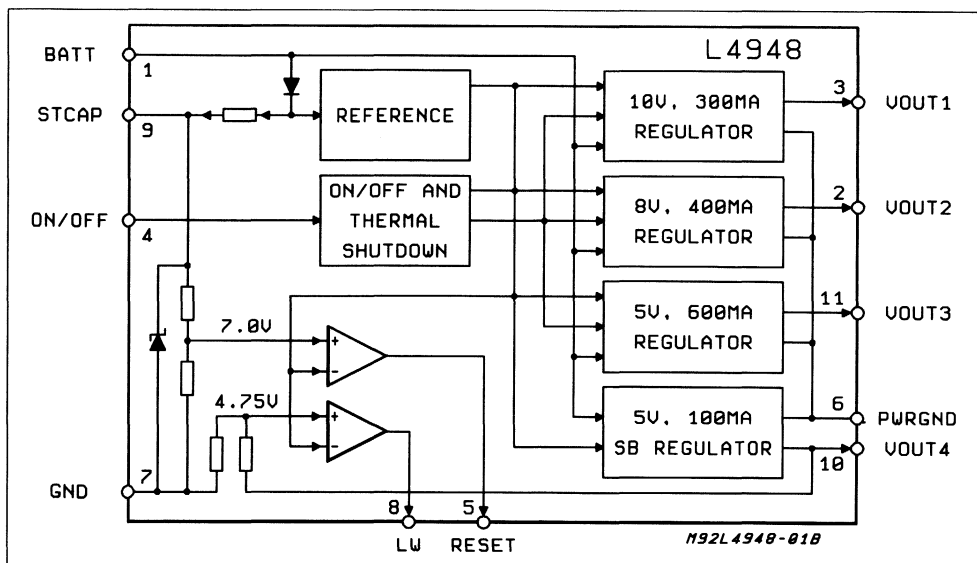 BATT
1
L4948
STCAP
9
REFERENCE
10V, 300MA
REGULATOR
3
VOUT1
ON/OFF
4
ON/OFF AND
THERMAL
SHUTDOWN
8V, 400MA
REGULATOR
2
VOUT2
5V, 600MA
REGULATOR
11
VOUT3
7.0V
+
-
4.75V
+
-
5V, 100MA
SB REGULATOR
6
PWRGND
10
VOUT4
GND
7
8
LW
5
RESET
M92L4948-01B